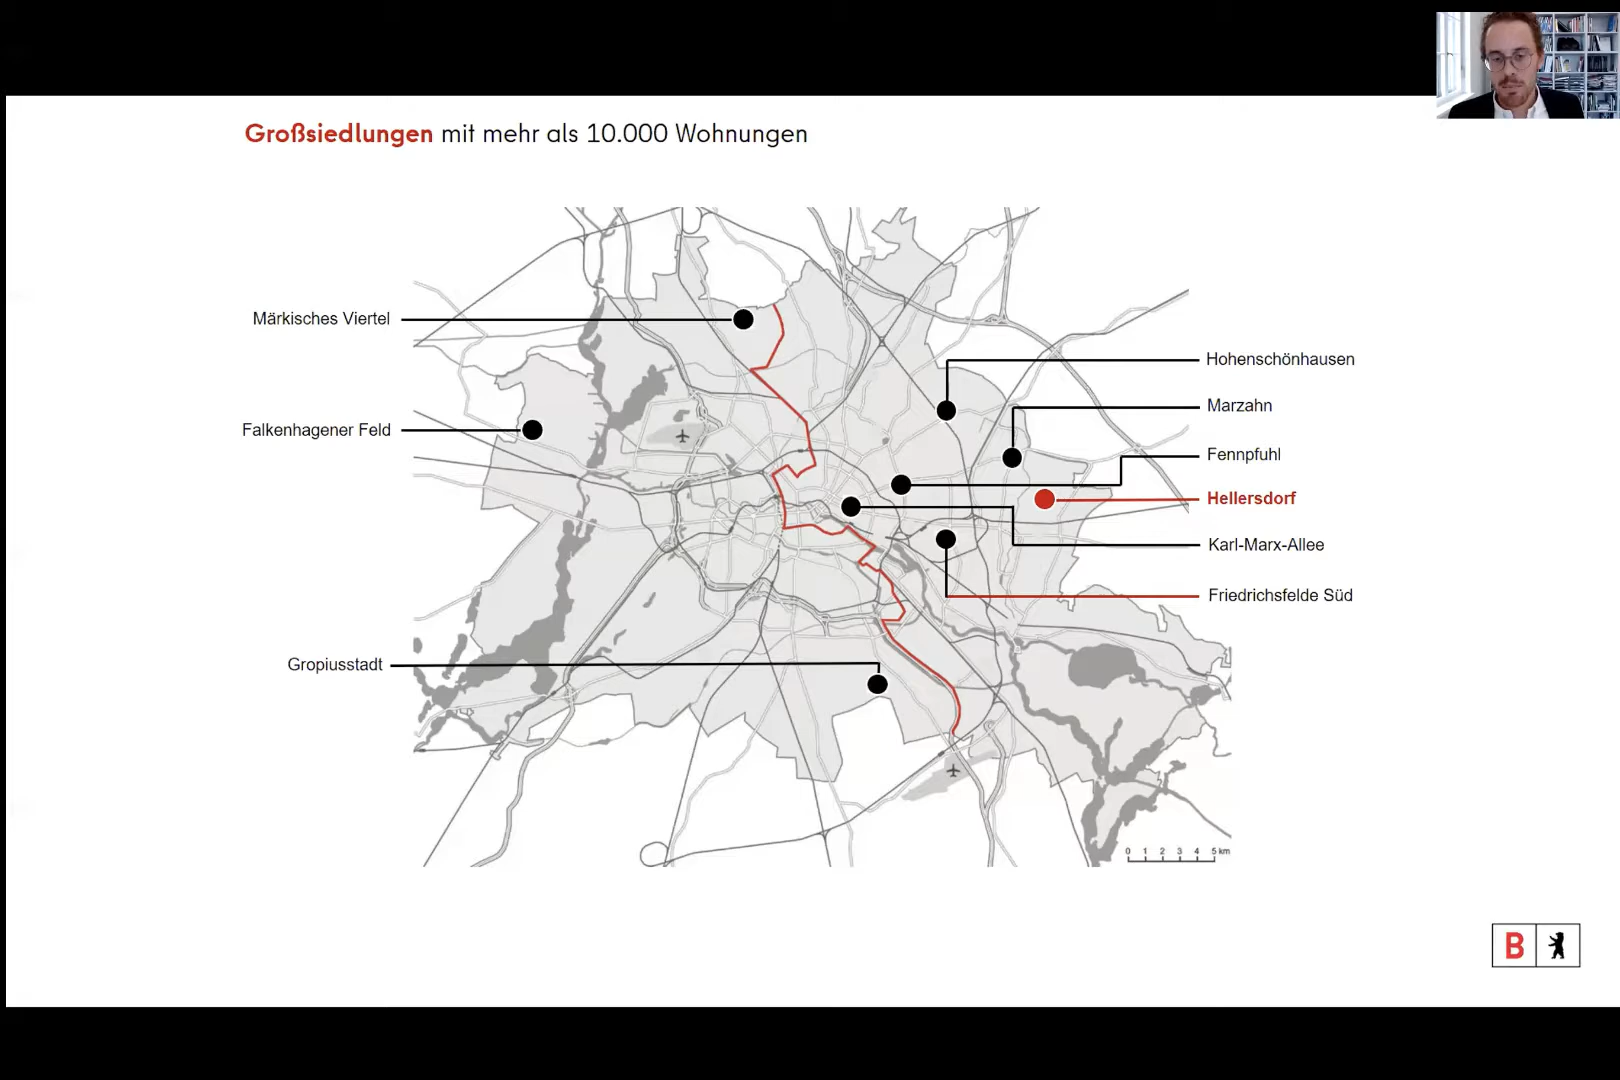 Großsiedlungen mit mehr als 10.000 Wohnungen
Märkisches Viertel
Falkenhagener Feld
Gropiusstadt
Hohenschönhausen
Marzahn
Fennpfuhl
Hellersdorf
Karl-Marx-Allee
Friedrichsfelde Süd
0 1 2 3 4 5 km
B